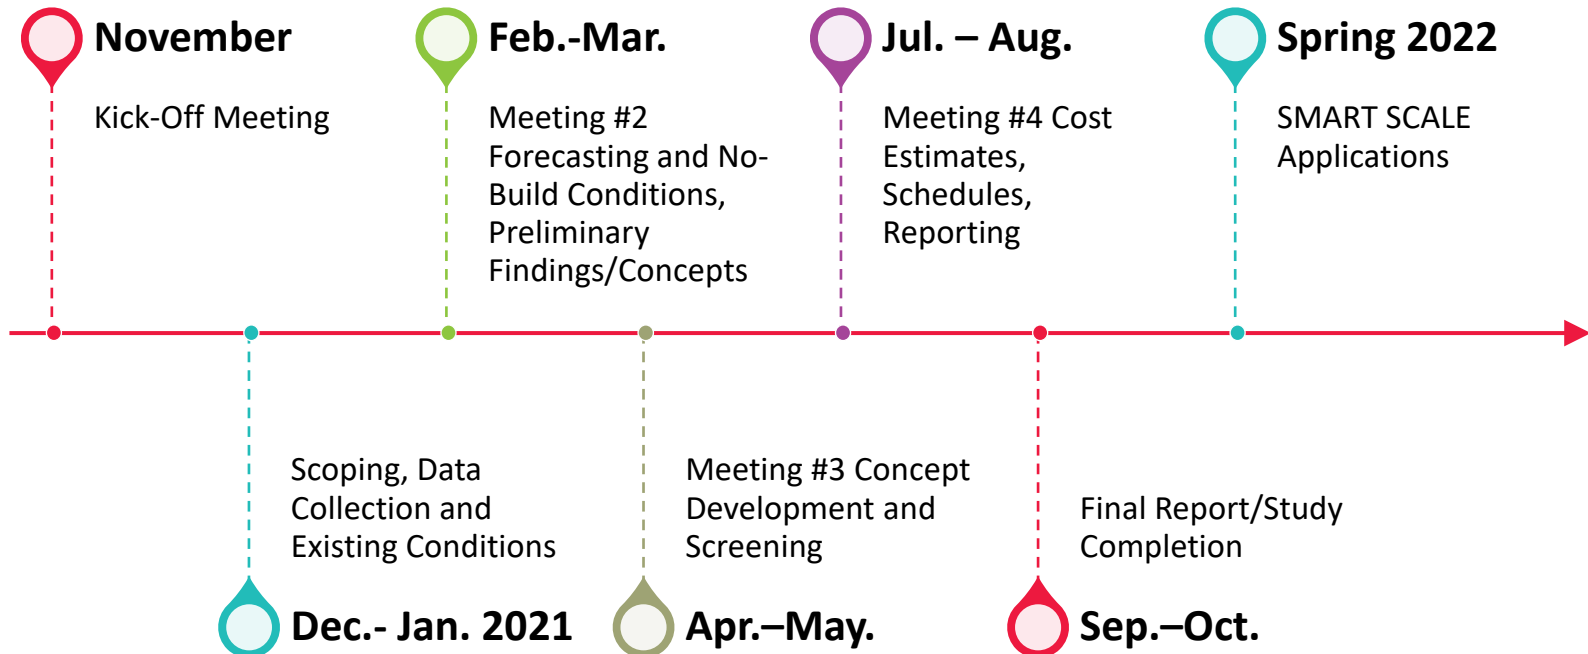 November
Kick-Off Meeting
Feb.-Mar.
Meeting #2
Forecasting and No-
Build Conditions,
Preliminary
Findings/Concepts
Jul. – Aug.
Meeting #4 Cost
Estimates,
Schedules,
Reporting
Spring 2022
SMART SCALE
Applications
Scoping, Data
Collection and
Existing Conditions
Dec.- Jan. 2021
Meeting #3 Concept
Development and
Screening
Apr.–May.
Final Report/Study
Completion
Sep.–Oct.